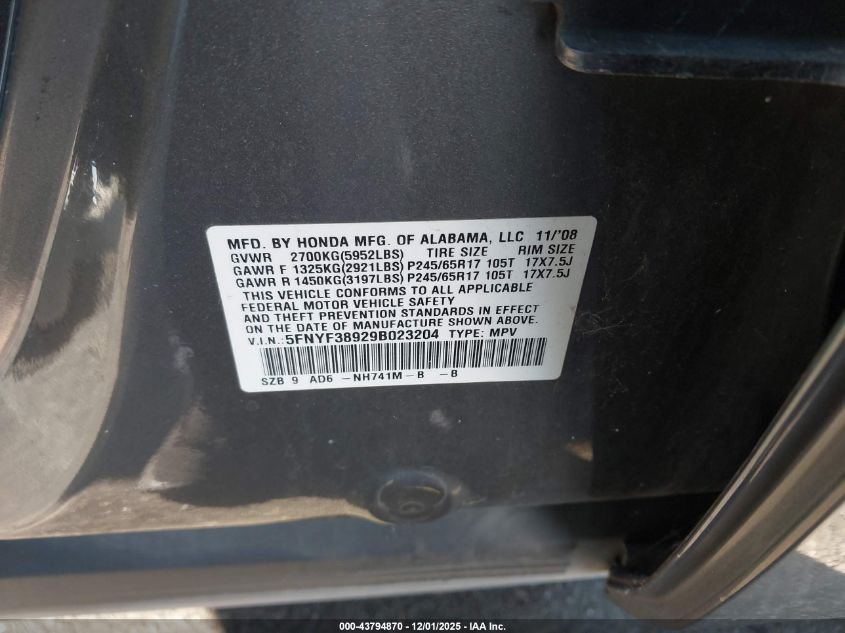 MFD. BY HONDA MFG. OF ALABAMA, LLC 11/'08
GVWR 2700KG(5952LBS) TIRE SIZE RIM SIZE
GAWR F 1325KG(2921LBS) P245/65R17 105T 17X7.5J
GAWR R 1450KG(3197LBS) P245/65R17 105T 17X7.5J
THIS VEHICLE CONFORMS TO ALL APPLICABLE
FEDERAL MOTOR VEHICLE SAFETY
AND THEFT PREVENTION STANDARDS IN EFFECT
ON THE DATE OF MANUFACTURE SHOWN ABOVE.
V.I.N.: 5FNYF38929B023204 TYPE: MPV
SZB 9 AD6 -NH741M-B -B
000-43794870 - 12/01/2025 - IAA Inc.